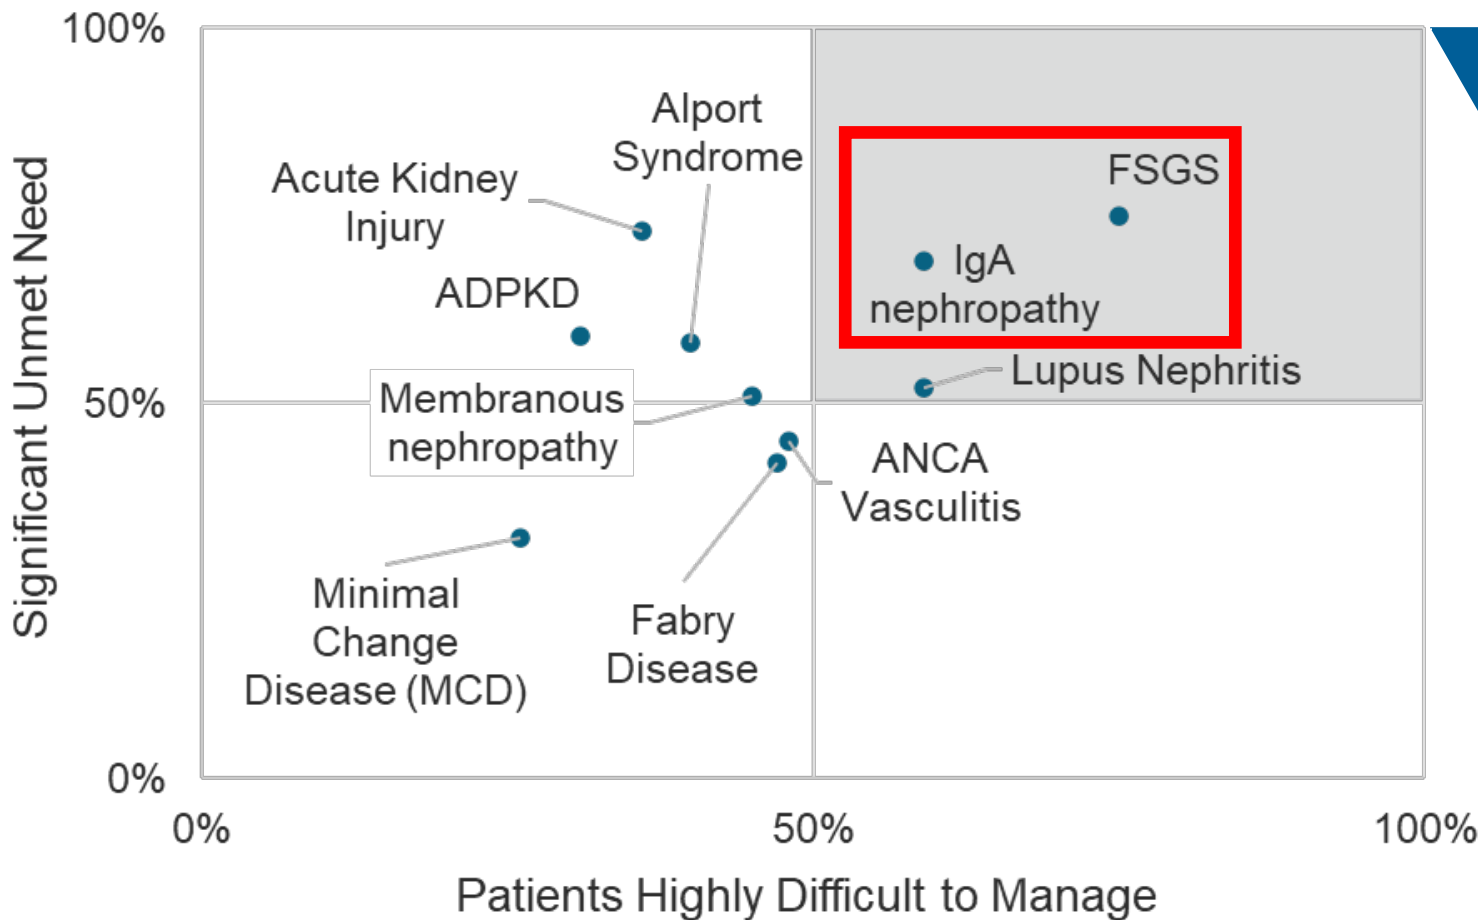 100%
Alport
Syndrome
Acute Kidney
Injury
FSGS
IgA
nephropathy
ADPKD
Lupus Nephritis
50%
Membranous
nephropathy
ANCA
Vasculitis
Minimal
Change
Disease (MCD)
Fabry
Disease
0%
0%
50%
100%
Significant Unmet Need
Patients Highly Difficult to Manage